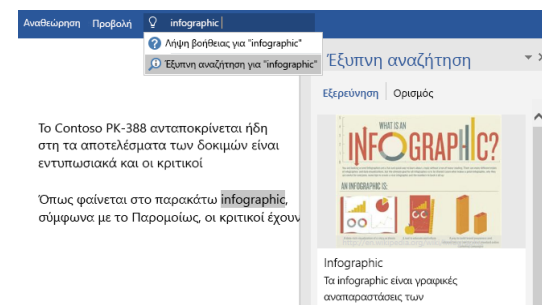 Αναθεώρηση Προβολή infographic
Λήψη βοήθειας για "infographic"
Έξυπνη αναζήτηση για "infographic"
Έξυπνη αναζήτηση
Εξερεύνηση Ορισμός
Το Contoso PK-388 ανταποκρίνεται ήδη
στη τα αποτελέσματα των δοκιμών είναι
εντυπωσιακά και οι κριτικοί
Όπως φαίνεται στο παρακάτω infographic,
σύμφωνα με το Παρομοίως, οι κριτικοί έχουν
WHAT IS AN
INFOGRAPHIC?
AN INFOGRAPHIC IS:
Infographic
Τα infographic είναι γραφικές
αναπαραστάσεις των